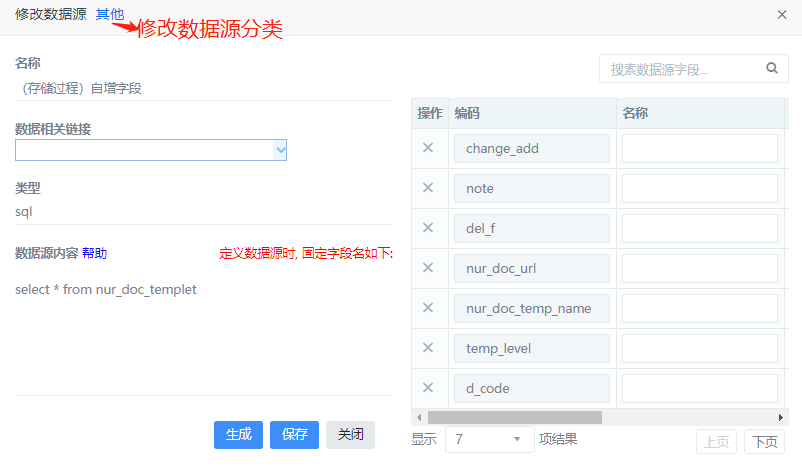 修改数据源 其他
修改数据源分类
名称
（存储过程）自增字段
数据相关链接
类型
sql
数据源内容 帮助
定义数据源时, 固定字段名如下:
select * from nur_doc_templet
生成 保存 关闭
搜索数据源字段...
操作 编码 名称
change_add
note
del_f
nur_doc_url
nur_doc_temp_name
temp_level
d_code
显示 7 项结果
上页 下页